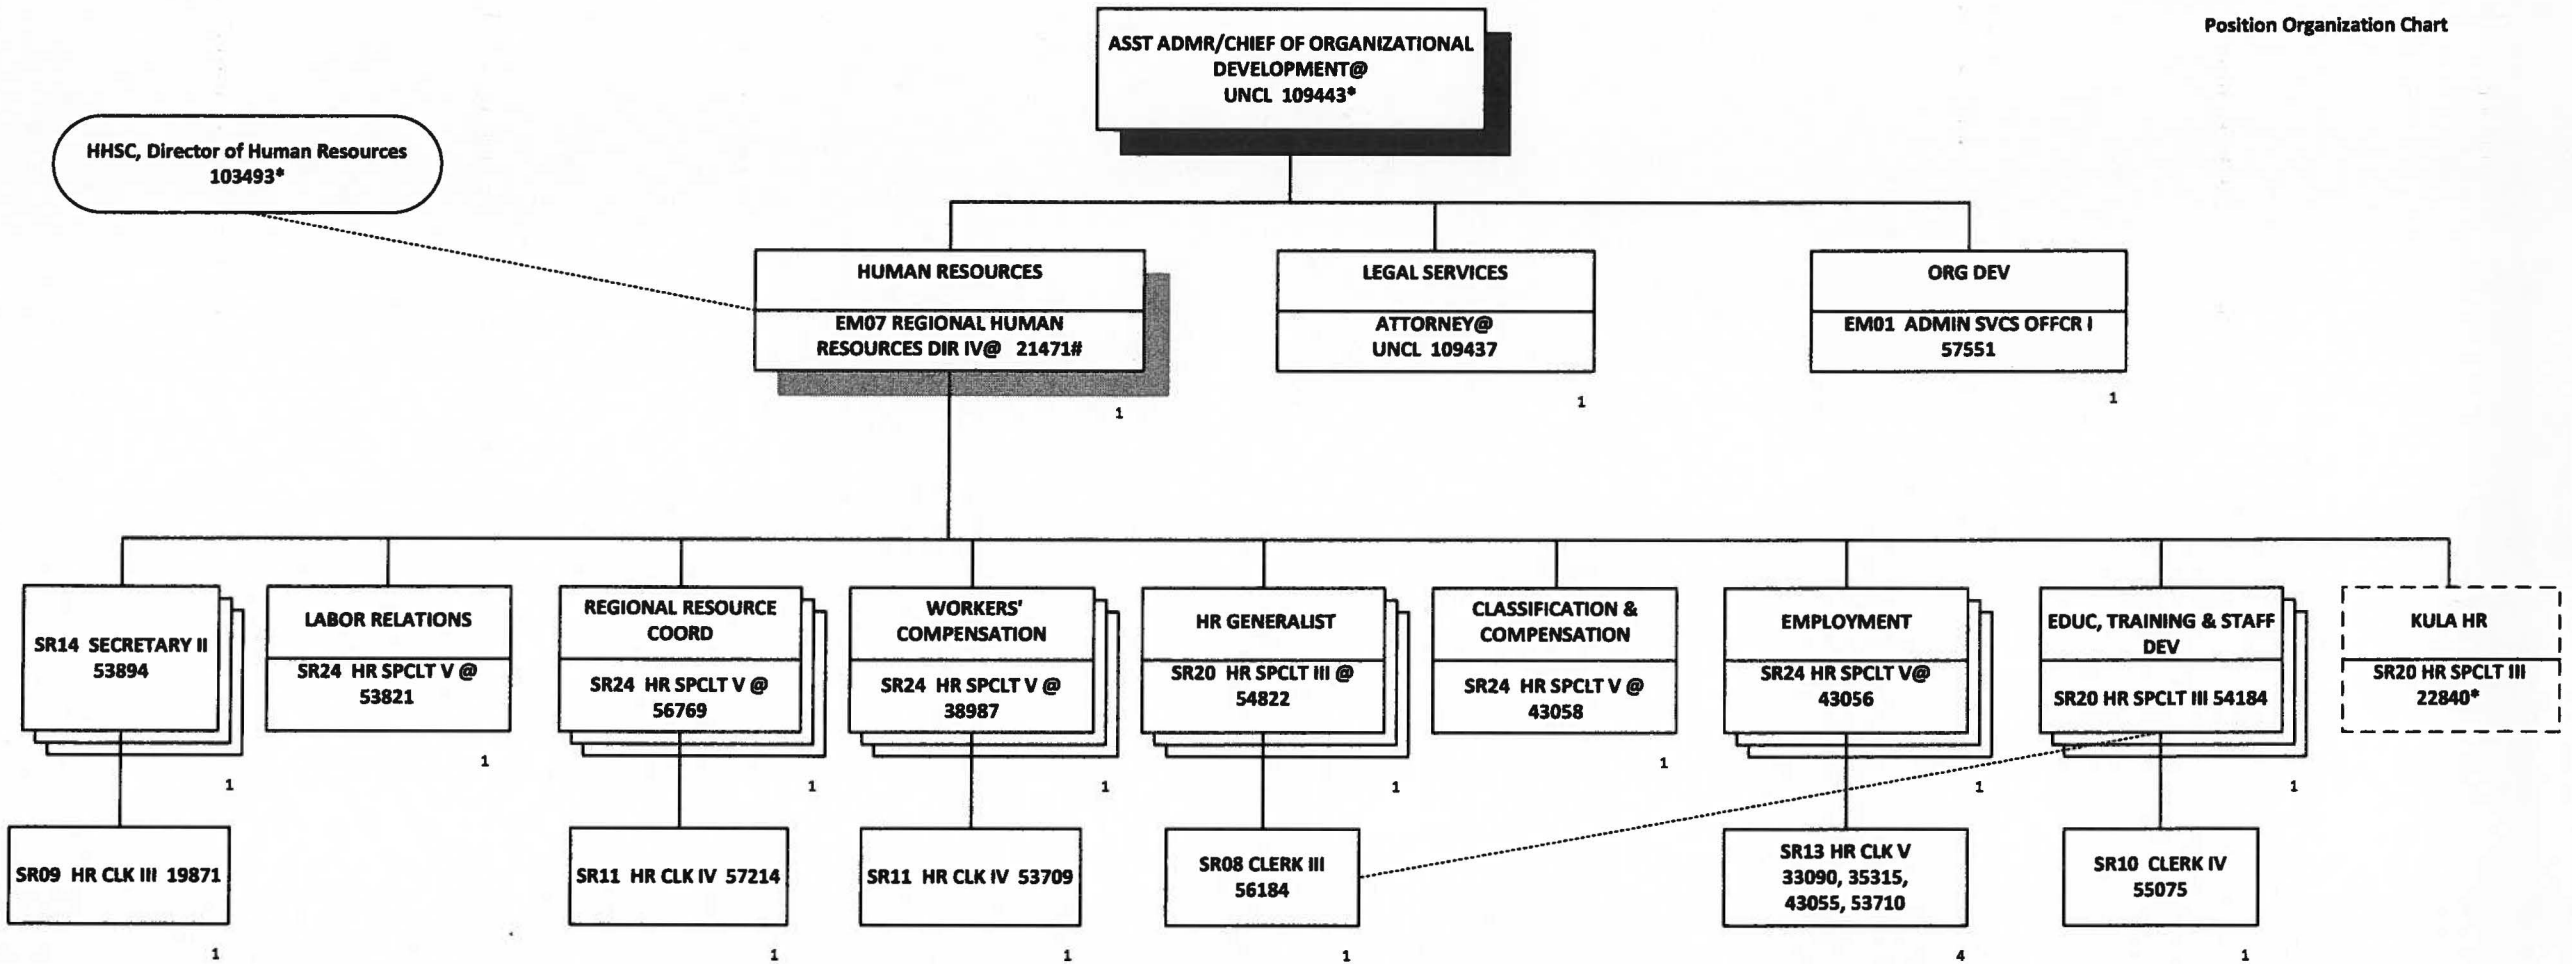 Position Organization Chart
ASST ADMR/CHIEF OF ORGANIZATIONAL
DEVELOPMENT@
UNCL 109443*
HHSC, Director of Human Resources
103493*
HUMAN RESOURCES
EM07 REGIONAL HUMAN
RESOURCES DIR IV@ 21471#
1
LEGAL SERVICES
ATTORNEY@
UNCL 109437
1
ORG DEV
EM01 ADMIN SVCS OFFCR I
57551
1
SR14 SECRETARY II
53894
1
LABOR RELATIONS
SR24 HR SPCLT V @
53821
1
REGIONAL RESOURCE
COORD
SR24 HR SPCLT V @
56769
1
WORKERS'
COMPENSATION
SR24 HR SPCLT V @
38987
1
HR GENERALIST
SR20 HR SPCLT III @
54822
1
CLASSIFICATION &
COMPENSATION
SR24 HR SPCLT V @
43058
1
EMPLOYMENT
SR24 HR SPCLT V@
43056
1
EDUC, TRAINING & STAFF
DEV
SR20 HR SPCLT III 54184
1
KULA HR
SR20 HR SPCLT III
22840*
SR09 HR CLK III 19871
1
SR11 HR CLK IV 57214
1
SR11 HR CLK IV 53709
1
SR08 CLERK III
56184
1
SR13 HR CLK V
33090, 35315,
43055, 53710
4
SR10 CLERK IV
55075
1